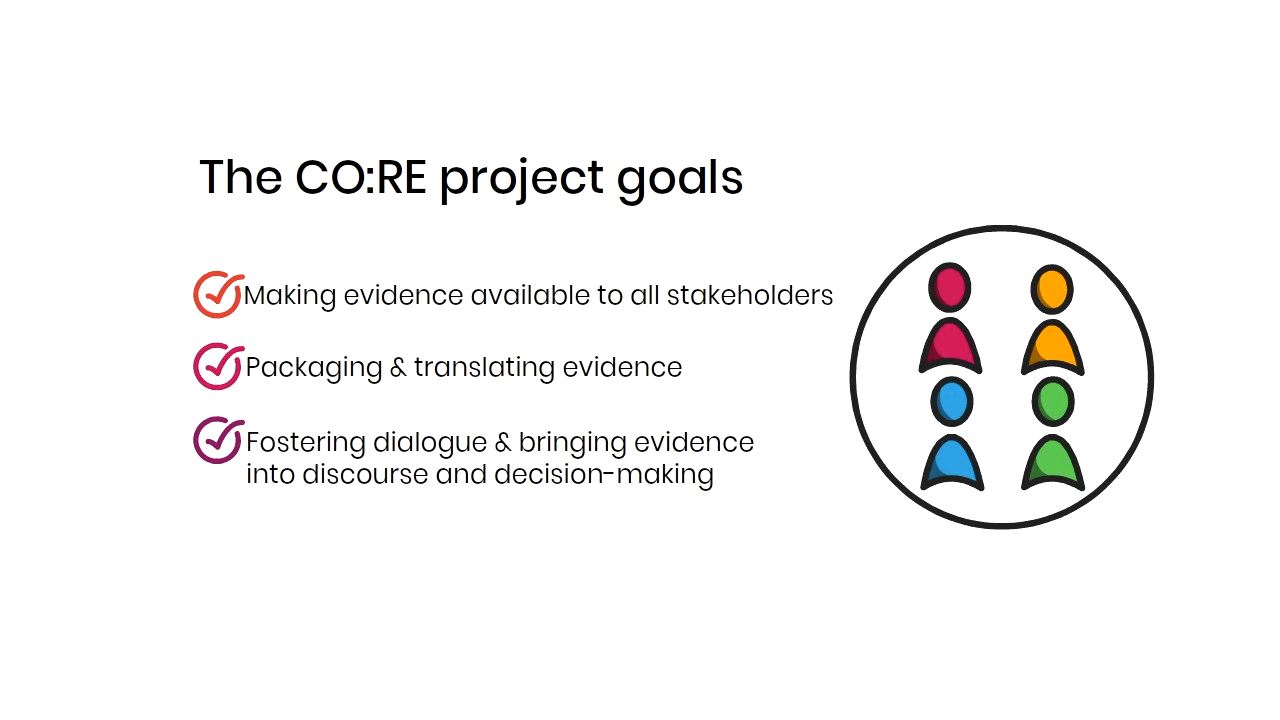 The CO:RE project goals
Making evidence available to all stakeholders
Packaging & translating evidence
Fostering dialogue & bringing evidence
into discourse and decision-making